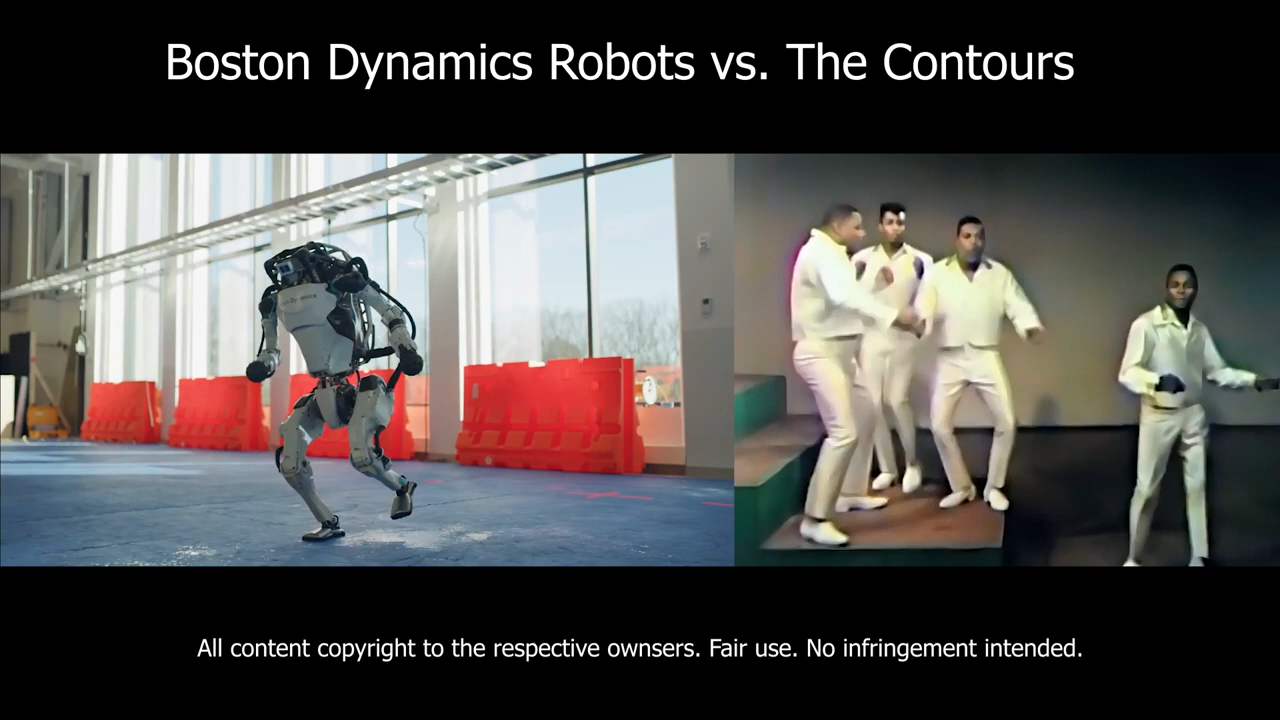 Boston Dynamics Robots vs. The Contours
All content copyright to the respective ownsers. Fair use. No infringement intended.